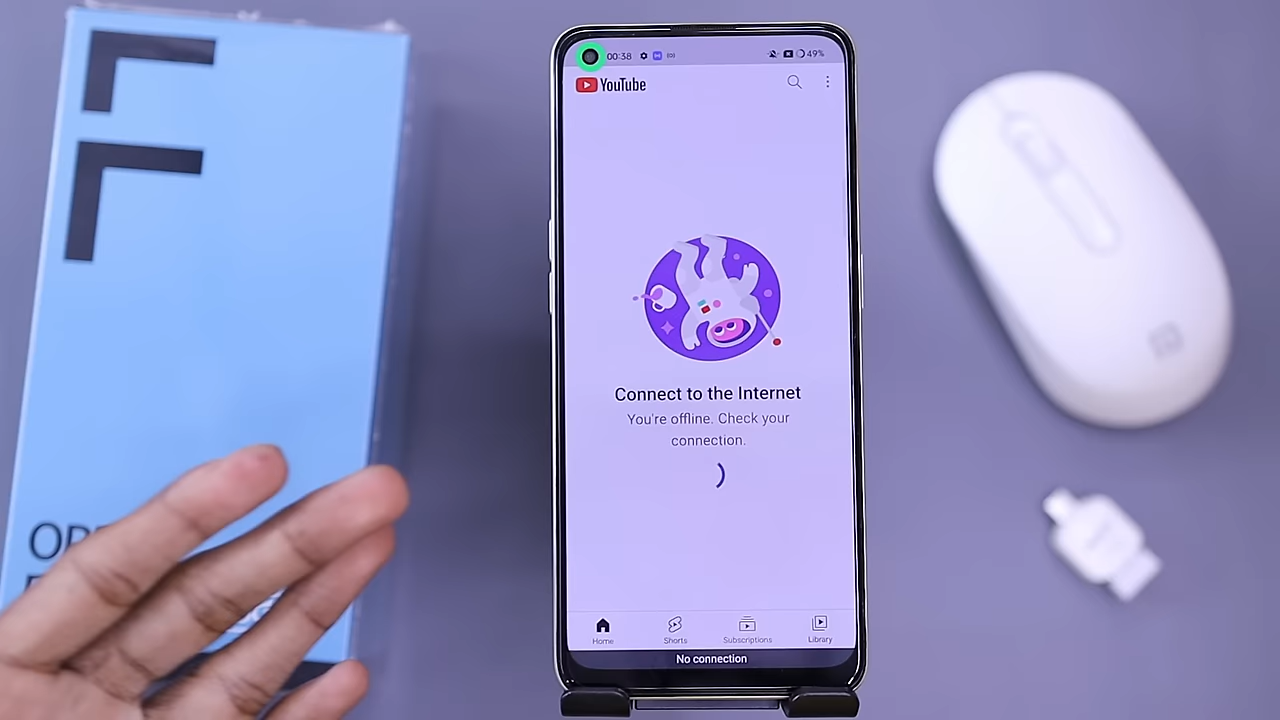 00:38
49%
YouTube
Connect to the Internet
You're offline. Check your
connection.
Home
Shorts
Subscriptions
Library
No connection